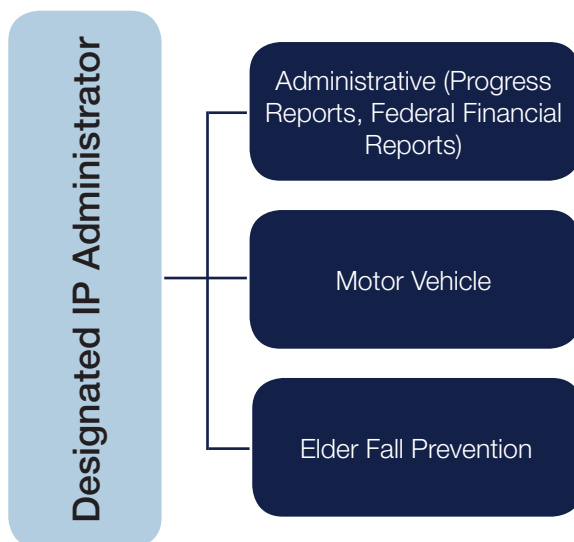 Designated IP Administrator
Administrative (Progress
Reports, Federal Financial
Reports)
Motor Vehicle
Elder Fall Prevention